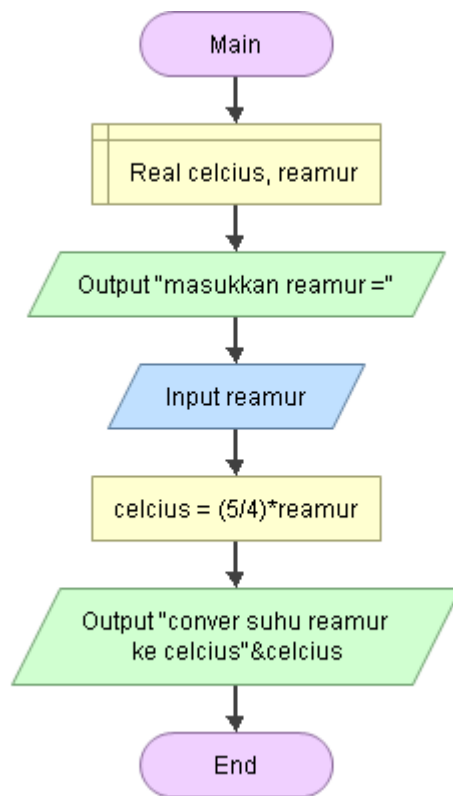 Main
Real celcius, reamur
Output "masukkan reamur ="
Input reamur
celcius = (5/4)*reamur
Output "conver suhu reamur
ke celcius"&celcius
End